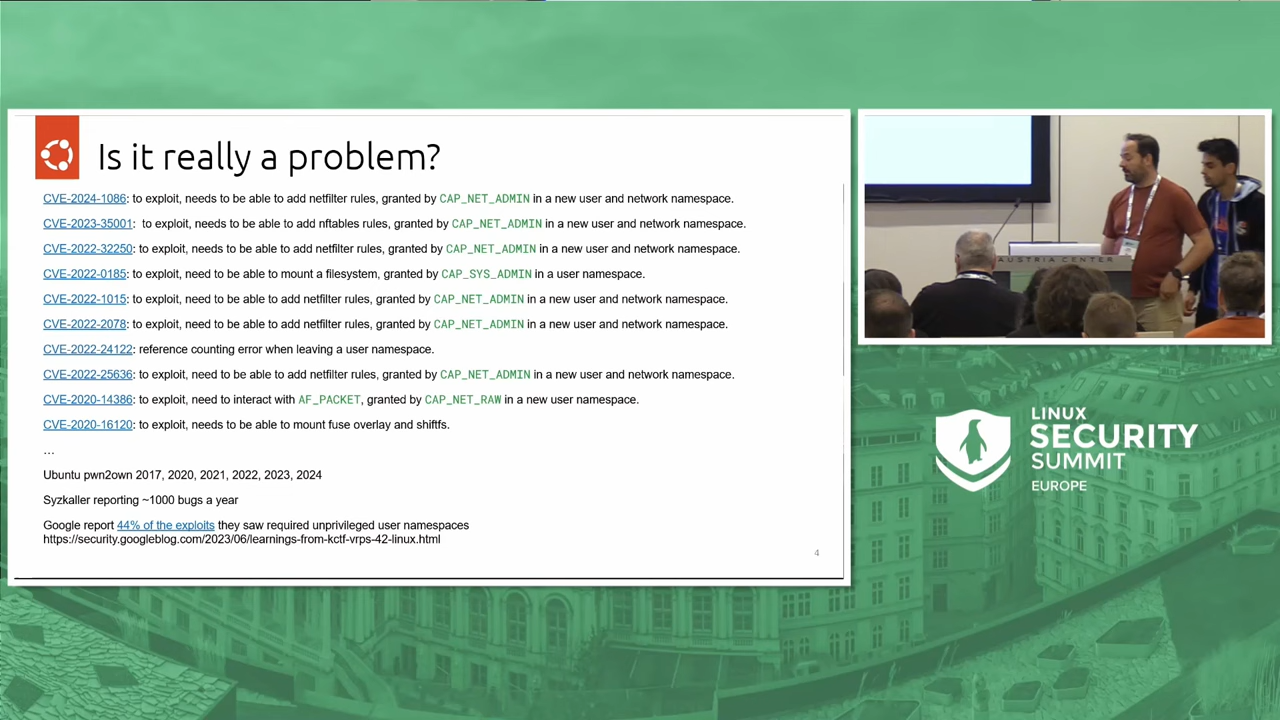 Is it really a problem?
CVE-2024-1086: to exploit, needs to be able to add netfilter rules, granted by CAP_NET_ADMIN in a new user and network namespace.
CVE-2023-35001:  to exploit, needs to be able to add nftables rules, granted by CAP_NET_ADMIN in a new user and network namespace.
CVE-2022-32250: to exploit, needs to be able to add netfilter rules, granted by CAP_NET_ADMIN in a new user and network namespace.
CVE-2022-0185: to exploit, need to be able to mount a filesystem, granted by CAP_SYS_ADMIN in a user namespace.
CVE-2022-1015: to exploit, need to be able to add netfilter rules, granted by CAP_NET_ADMIN in a new user and network namespace.
CVE-2022-2078: to exploit, need to be able to add netfilter rules, granted by CAP_NET_ADMIN in a new user and network namespace.
CVE-2022-24122: reference counting error when leaving a user namespace.
CVE-2022-25636: to exploit, need to be able to add netfilter rules, granted by CAP_NET_ADMIN in a new user and network namespace.
CVE-2020-14386: to exploit, need to interact with AF_PACKET, granted by CAP_NET_RAW in a new user namespace.
CVE-2020-16120: to exploit, needs to be able to mount fuse overlay and shiftfs.
…
Ubuntu pwn2own 2017, 2020, 2021, 2022, 2023, 2024
Syzkaller reporting ~1000 bugs a year
Google report 44% of the exploits they saw required unprivileged user namespaces
https://security.googleblog.com/2023/06/learnings-from-kctf-vrps-42-linux.html
4
AUSTRIA CENTER
LINUX
SECURITY
SUMMIT
EUROPE